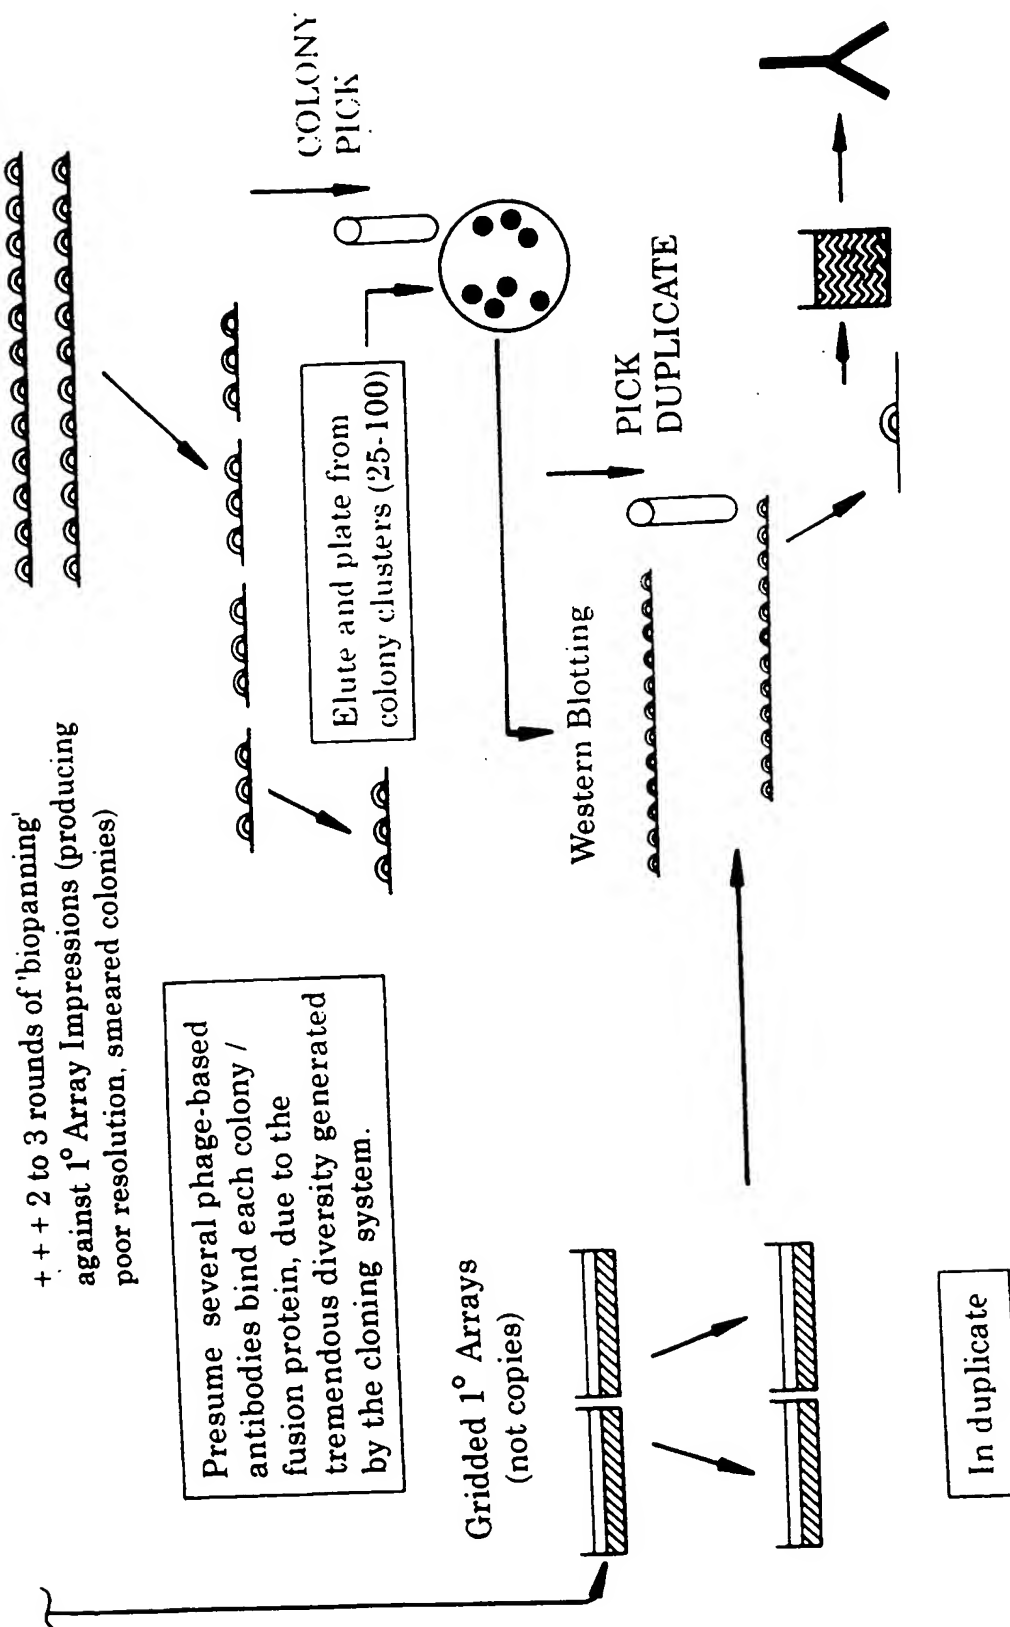 + + + 2 to 3 rounds of 'biopanning'
against 1° Array Impressions (producing
poor resolution, smeared colonies)
Presume several phage-based
antibodies bind each colony /
fusion protein, due to the
tremendous diversity generated
by the cloning system.
Elute and plate from
colony clusters (25-100)
COLONY
PICK
Gridded 1° Arrays
(not copies)
Western Blotting
PICK
DUPLICATE
In duplicate